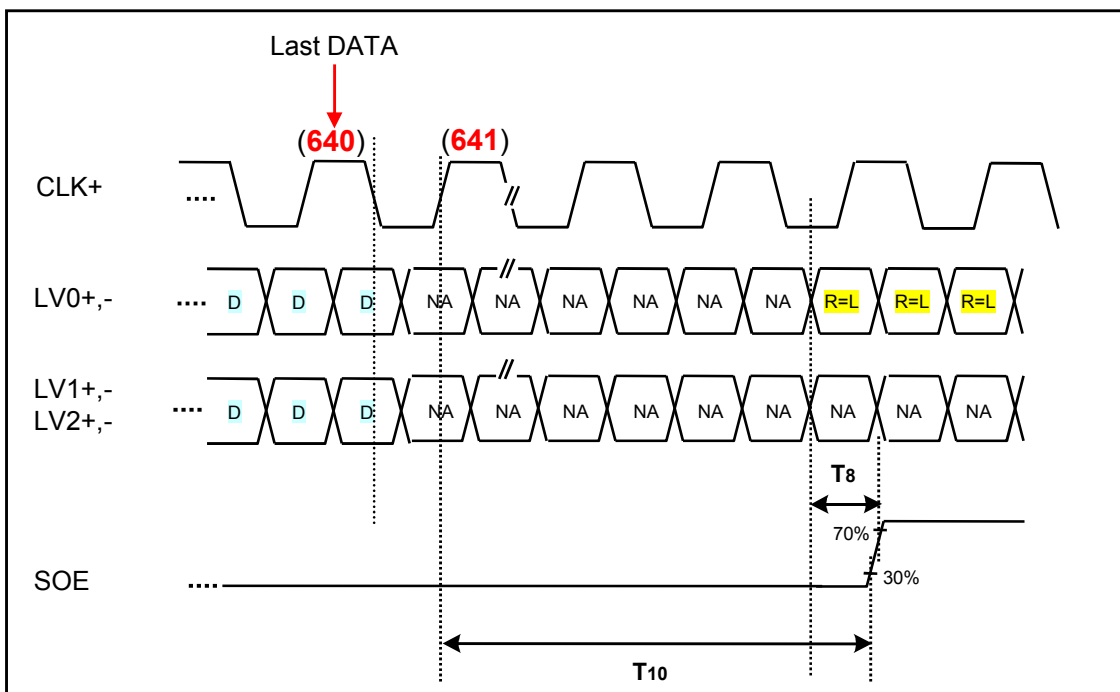 Last DATA
(640) (641)
CLK+ ....
LV0+,- .... D D D NA NA NA NA NA NA R=L R=L R=L
LV1+,-
LV2+,- .... D D D NA NA NA NA NA NA NA NA NA
T8
70%
SOE .... 30%
T10